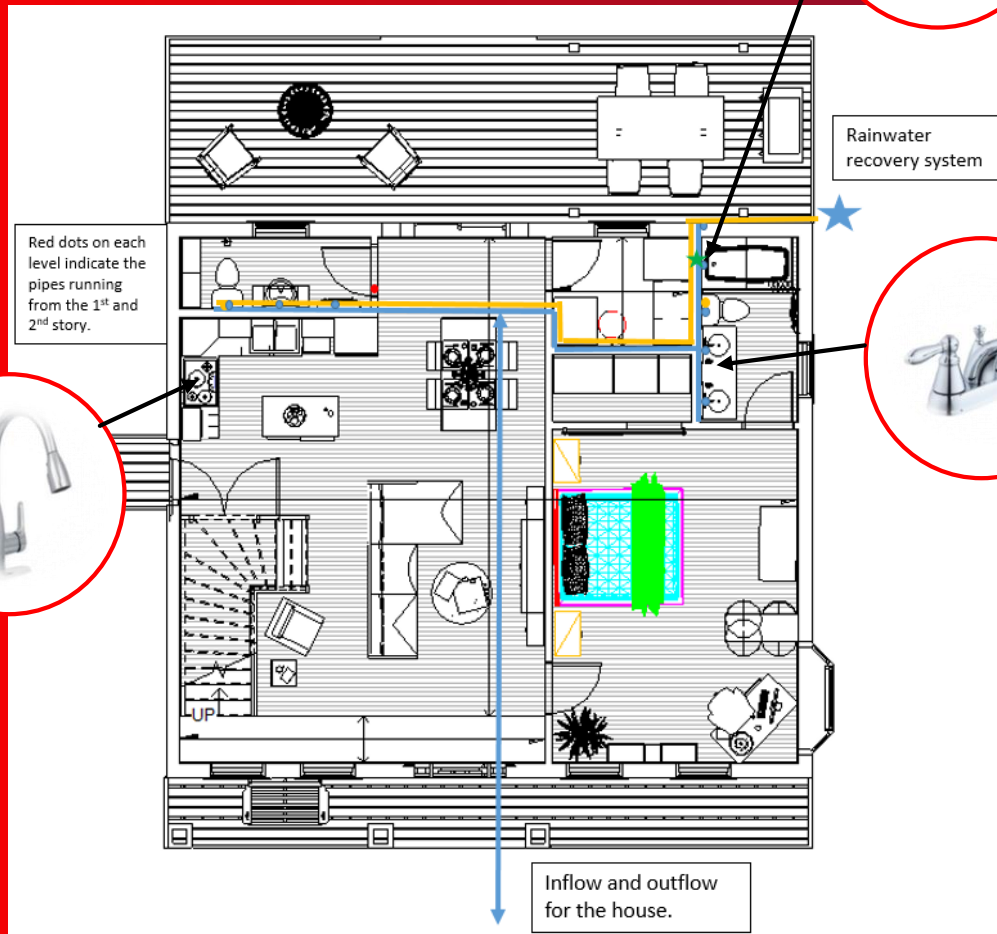 Rainwater
recovery system
Red dots on each
level indicate the
pipes running
from the 1st and
2nd story.
UP
Inflow and outflow
for the house.